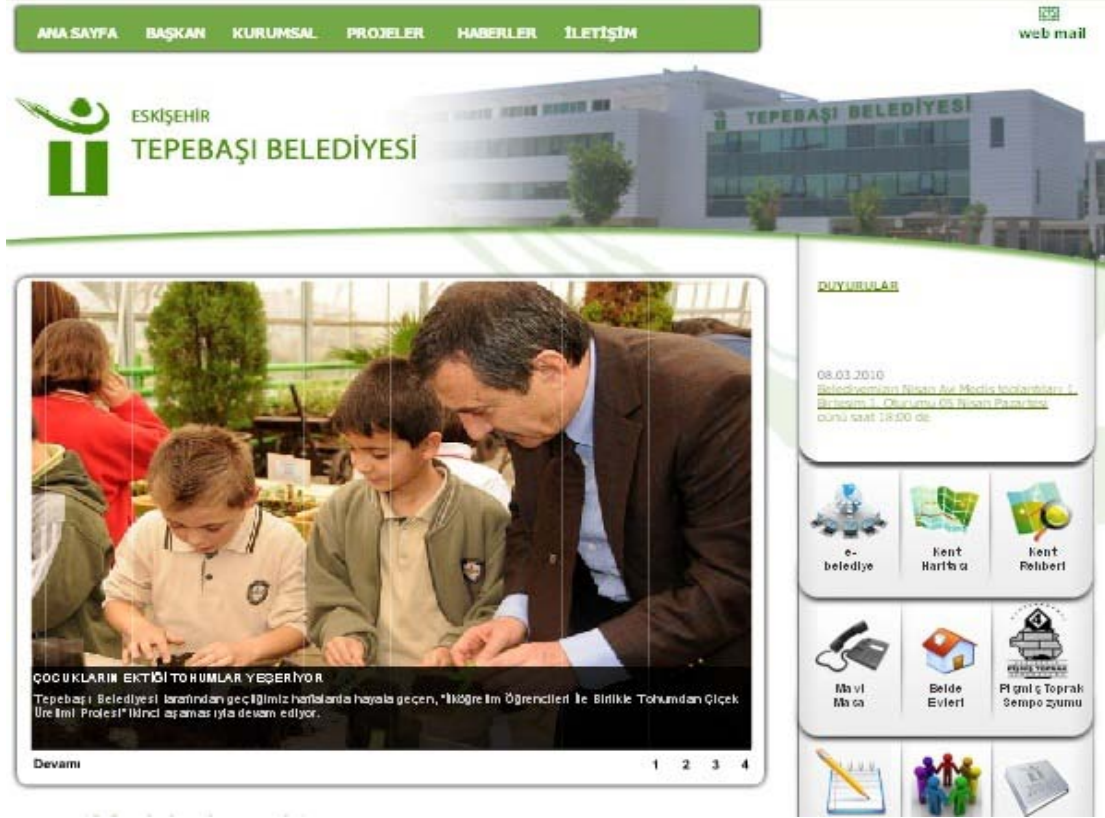 ANA SAYFA BAŞKAN KURUMSAL PROJELER HABERLER İLETİŞİM
web mail
ESKİŞEHİR
TEPEBAŞI BELEDİYESİ
TEPEBAŞI BELEDİYESİ
DUYURULAR
08.03.2010
Belediyemizin Nisan Ayı Meclis toplantıları 1.
Birleşim 1. Oturumu 05 Nisan Pazartesi
günü saat 18:00 de
e-
belediye
Kent
Haritası
Kent
Rehberi
Mavi
Masa
Belde
Evleri
4
PİŞMİŞ TOPRAK
Pişmiş Toprak
Sempozyumu
ÇOCUKLARIN EKTİĞİ TOHUMLAR YEŞERİYOR
Tepebaşı Belediyesi tarafından geçtiğimiz haftalarda hayata geçen, "İlköğretim Öğrencileri İle Birlikte Tohumdan Çiçek
Üretimi Projesi" ikinci aşamasıyla devam ediyor.
Devamı
1 2 3 4